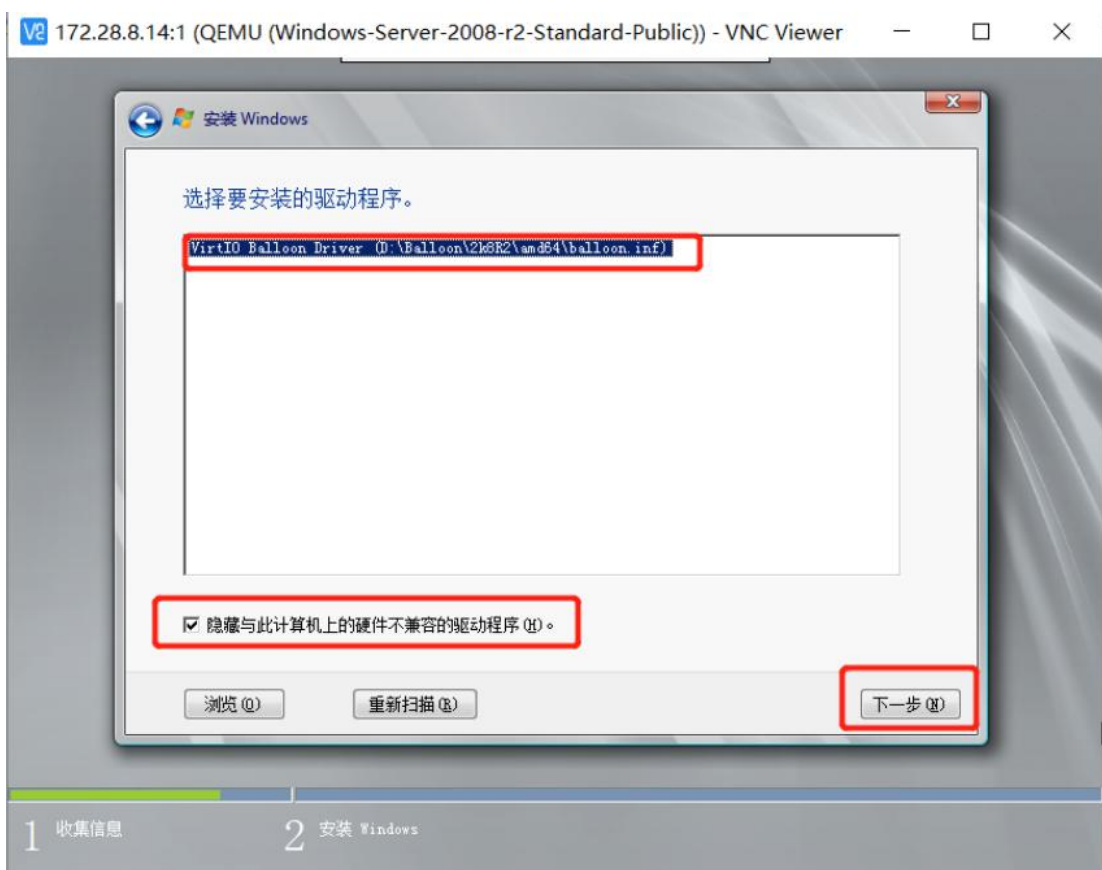 V2 172.28.8.14:1 (QEMU (Windows-Server-2008-r2-Standard-Public)) - VNC Viewer
安装 Windows
选择要安装的驱动程序。
VirtIO Balloon Driver (D:\Balloon\2k8R2\amd64\balloon.inf)
隐藏与此计算机上的硬件不兼容的驱动程序(H)。
浏览(O) 重新扫描(R) 下一步(N)
1 收集信息 2 安装 Windows